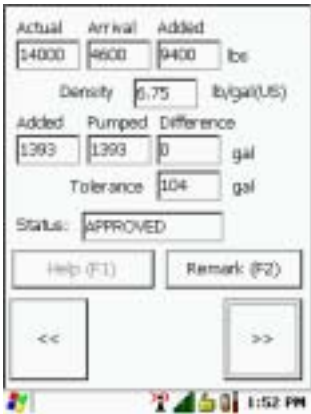 Actual Arrival Added
14000 4600 9400 lbs
Density 6.75 lb/gal(US)
Added Pumped Difference
1393 1393 0 gal
Tolerance 104 gal
Status: APPROVED
Help (F1) Remark (F2)
<< >>
1:52 PM